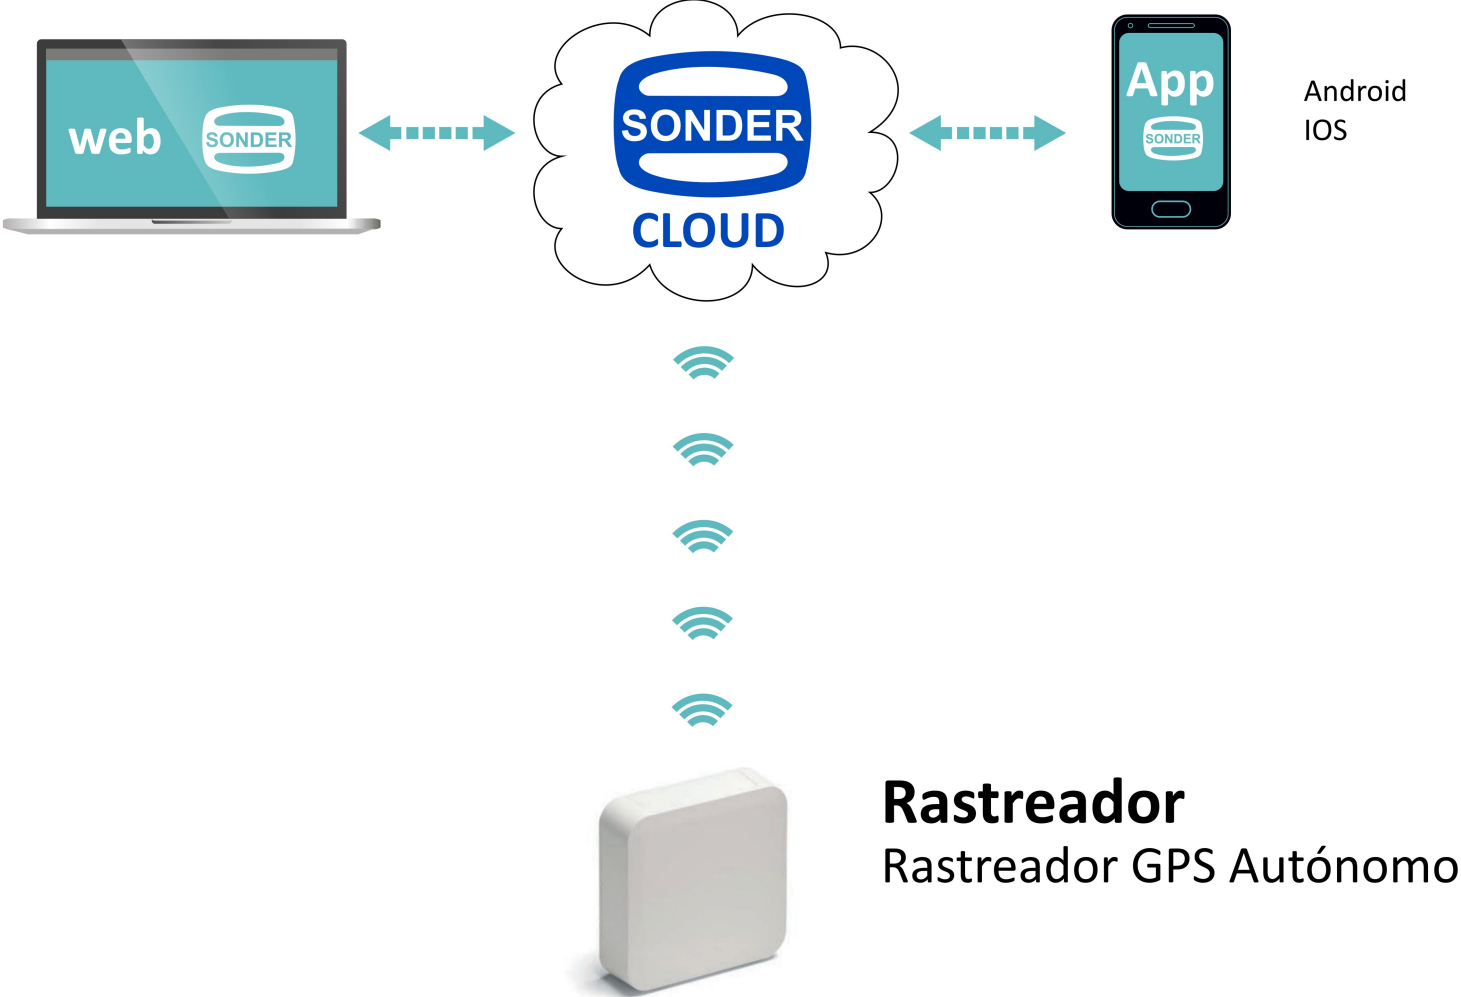 web
SONDER
SONDER
CLOUD
App
SONDER
Android
IOS
Rastreador
Rastreador GPS Autónomo